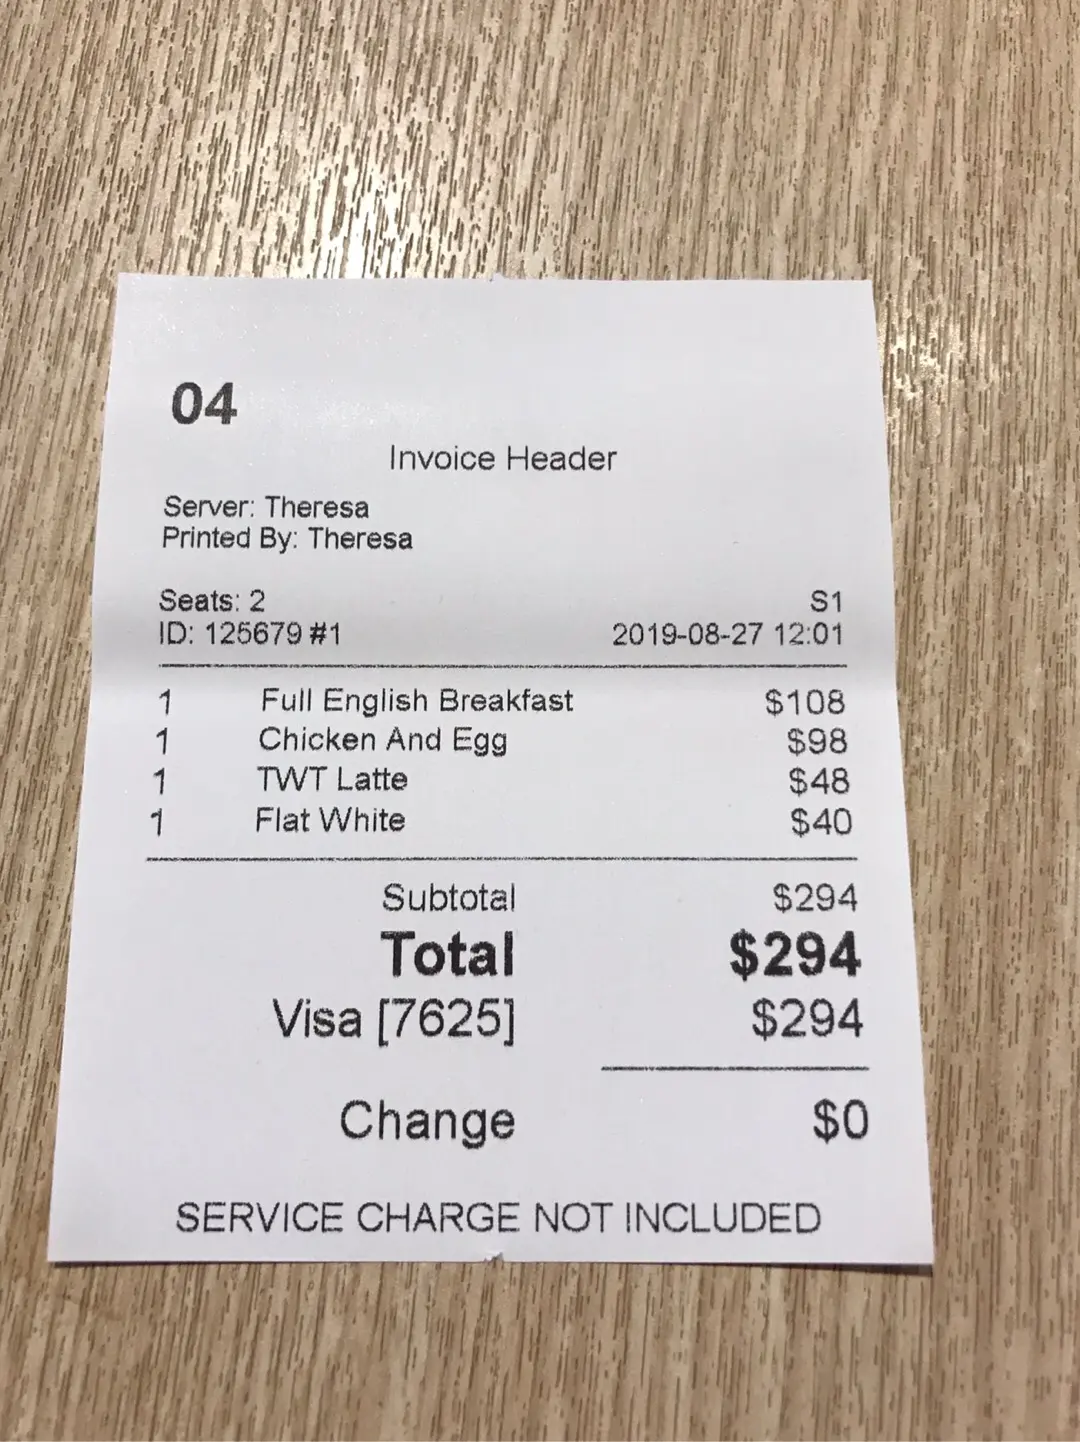 04
Invoice Header
Server: Theresa
Printed By: Theresa
Seats: 2 S1
ID: 125679 #1 2019-08-27 12:01
1 Full English Breakfast $108
1 Chicken And Egg $98
1 TWT Latte $48
1 Flat White $40
Subtotal $294
Total $294
Visa [7625] $294
Change $0
SERVICE CHARGE NOT INCLUDED